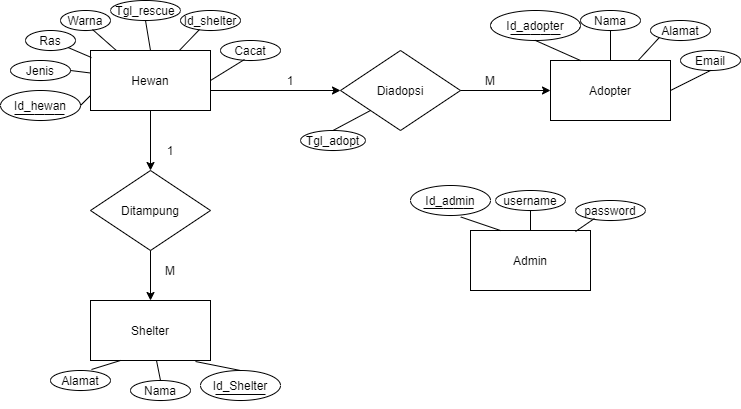 Tgl_rescue
Warna
Id_shelter
Ras
Cacat
Jenis
Hewan
Id_hewan
1
Diadopsi
M
Tgl_adopt
Id_adopter
Nama
Alamat
Email
Adopter
1
Ditampung
M
Shelter
Alamat
Nama
Id_Shelter
Id_admin
username
password
Admin